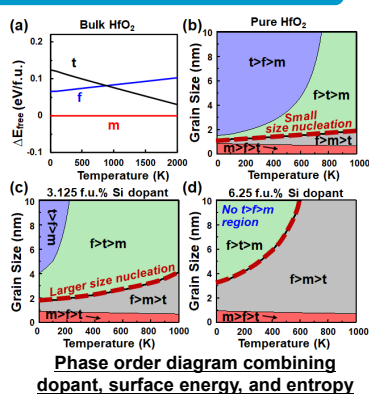 (a) Bulk HfO2
ΔEfree (eV/f.u.)
0.2
0.1
0
0.1
t
f
m
0 500 1000 1500 2000
Temperature (K)
(b) Pure HfO2
Grain Size (nm)
10
8
6
4
2
0
t>f>m
f>t>m
Small
size nucleation
f>m>t
m>f>t
0 200 400 600 800 1000
Temperature (K)
(c) 3.125 f.u.% Si dopant
Grain Size (nm)
10
8
6
4
2
0
t>f>m
f>t>m
Larger size nucleation
f>m>t
m>f>t
0 200 400 600 800 1000
Temperature (K)
(d) 6.25 f.u.% Si dopant
Grain Size (nm)
10
8
6
4
2
0
No t>f>m
region
f>t>m
f>m>t
m>f>t
0 200 400 600 800 1000
Temperature (K)
Phase order diagram combining
dopant, surface energy, and entropy